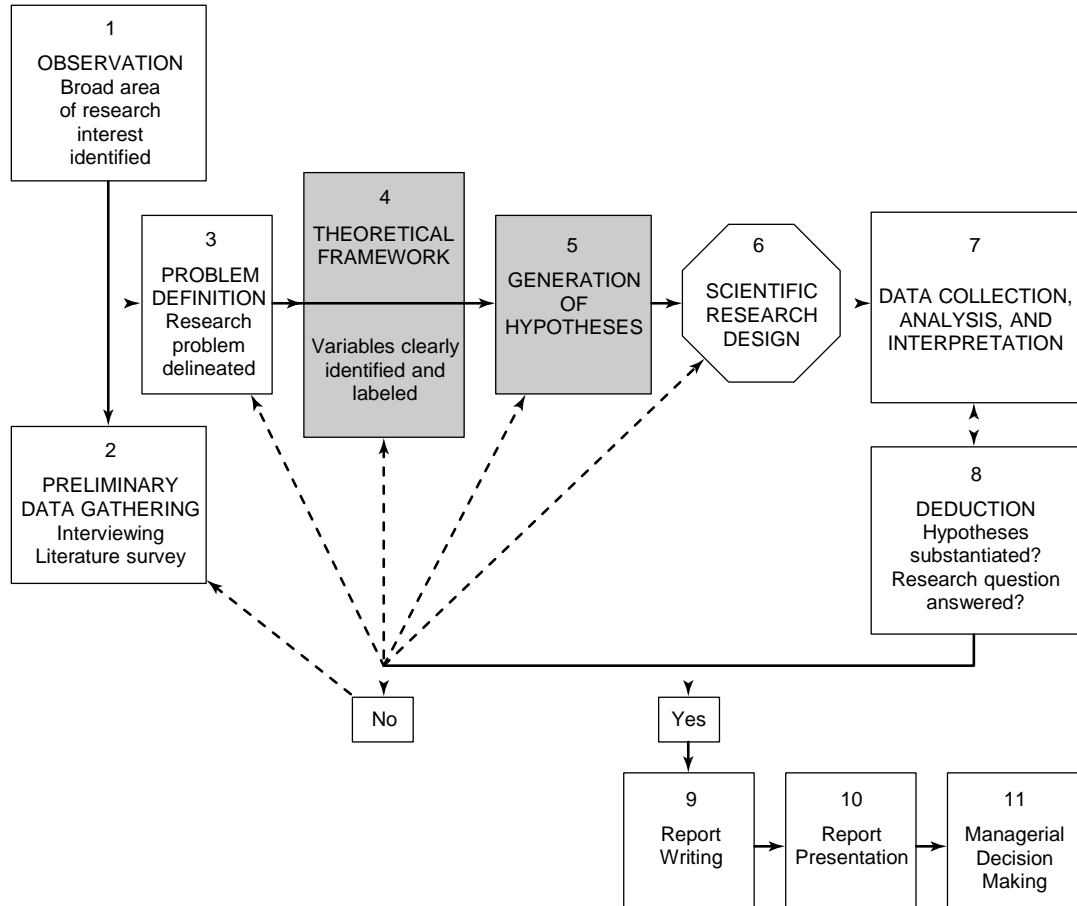 1
OBSERVATION
Broad area
of research
interest
identified
2
PRELIMINARY
DATA GATHERING
Interviewing
Literature survey
3
PROBLEM
DEFINITION
Research
problem
delineated
4
THEORETICAL
FRAMEWORK
Variables clearly
identified and
labeled
5
GENERATION
OF
HYPOTHESES
6
SCIENTIFIC
RESEARCH
DESIGN
7
DATA COLLECTION,
ANALYSIS, AND
INTERPRETATION
8
DEDUCTION
Hypotheses
substantiated?
Research question
answered?
No
Yes
9
Report
Writing
10
Report
Presentation
11
Managerial
Decision
Making